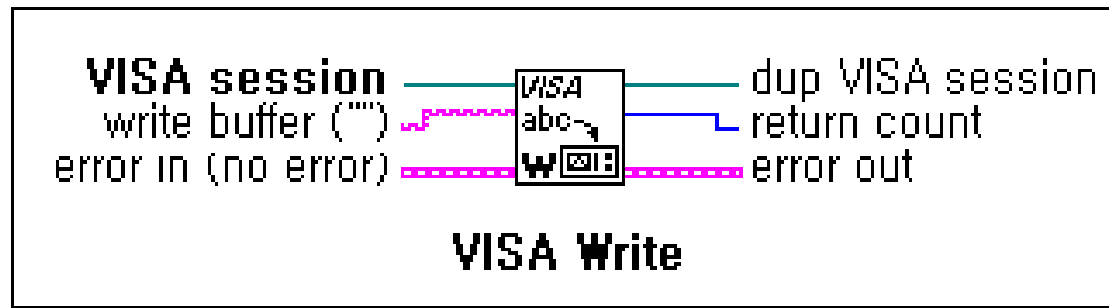 VISA session
write buffer ("")
error in (no error)
VISA
abc
W
dup VISA session
return count
error out
VISA Write